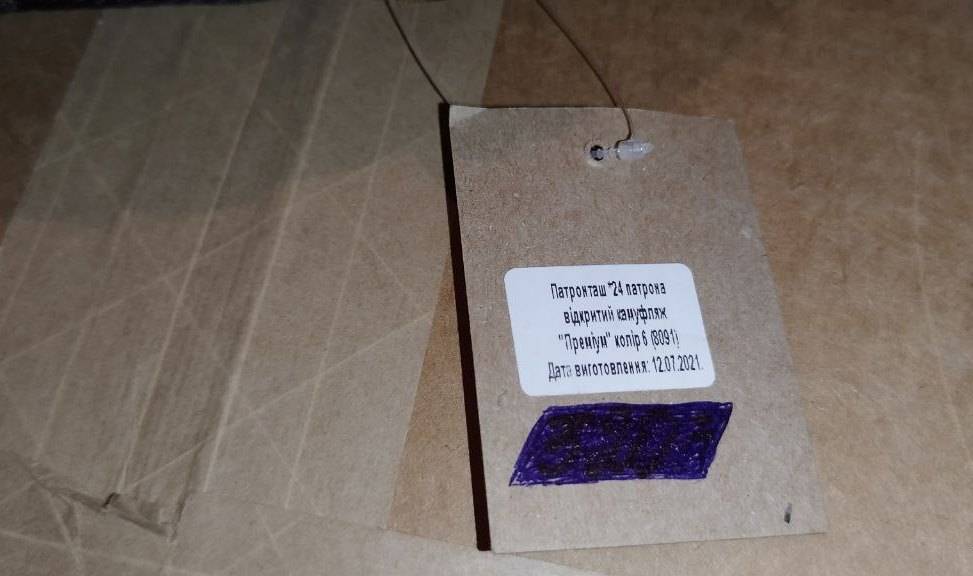 Патронташ *24 патрона
відкритий камуфляж
"Преміум" колір 6 (8091)
Дата виготовлення: 12.07.2021.